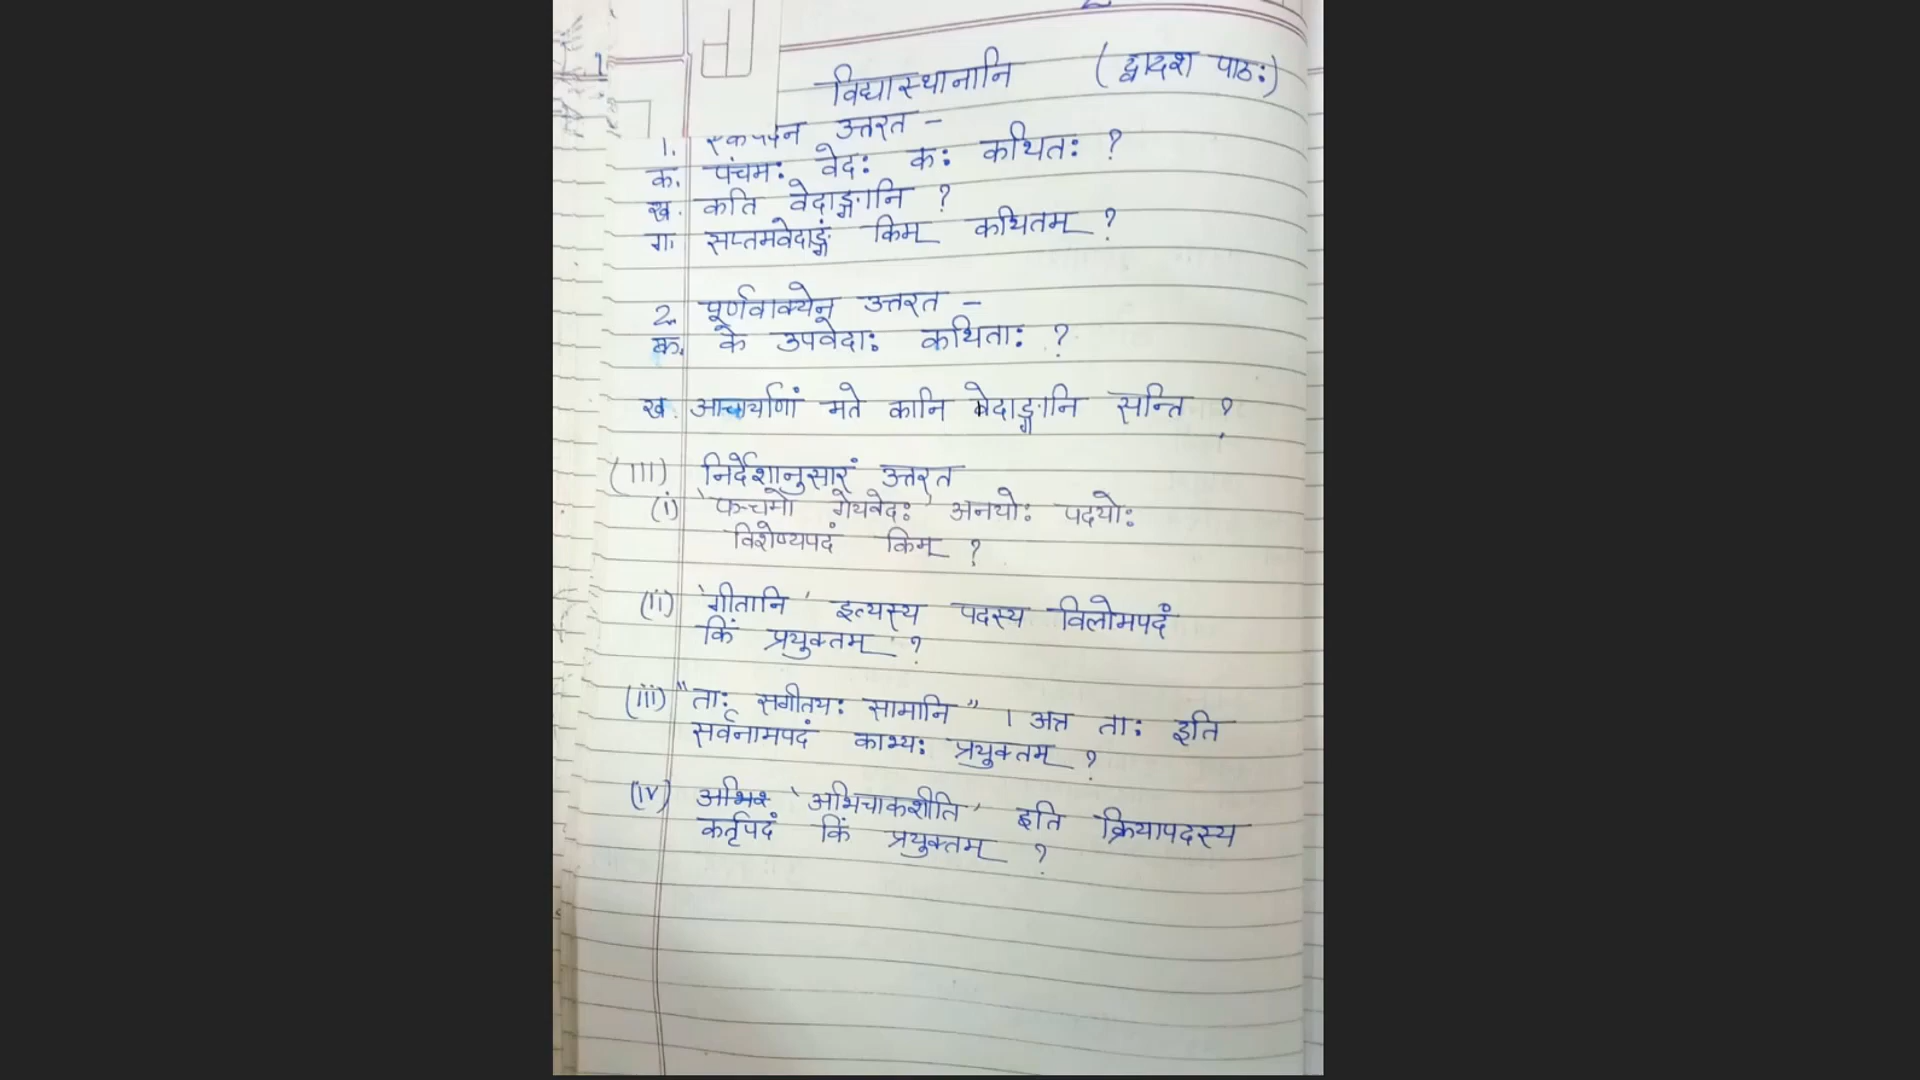 विद्यास्थानानि (द्वादश पाठः)
1. एकपदेन उत्तरत -
क. पंचमः वेदः कः कथितः ?
ख. कति वेदाङ्गानि ?
ग. सप्तमवेदाङ्गं किम् कथितम् ?
2. पूर्णवाक्येन उत्तरत -
क. के उपवेदाः कथिताः ?
ख. आचार्याणां मते कानि वेदाङ्गानि सन्ति ?
(III) निर्देशानुसारं उत्तरत
(i) 'पञ्चमो गेयवेदः' अनयोः पदयोः
विशेष्यपदं किम् ?
(ii) 'गीतानि' इत्यस्य पदस्य विलोमपदं
किं प्रयुक्तम् ?
(iii) "ताः सगीतयः सामानि" । अत्र ताः इति
सर्वनामपदं काभ्यः प्रयुक्तम् ?
(iv) 'अभिचाकशीति' इति क्रियापदस्य
कर्तृपदं किं प्रयुक्तम् ?